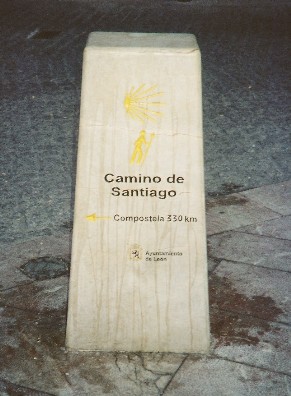 Camino de
Santiago
Compostela 330 km
Ayuntamiento
de León